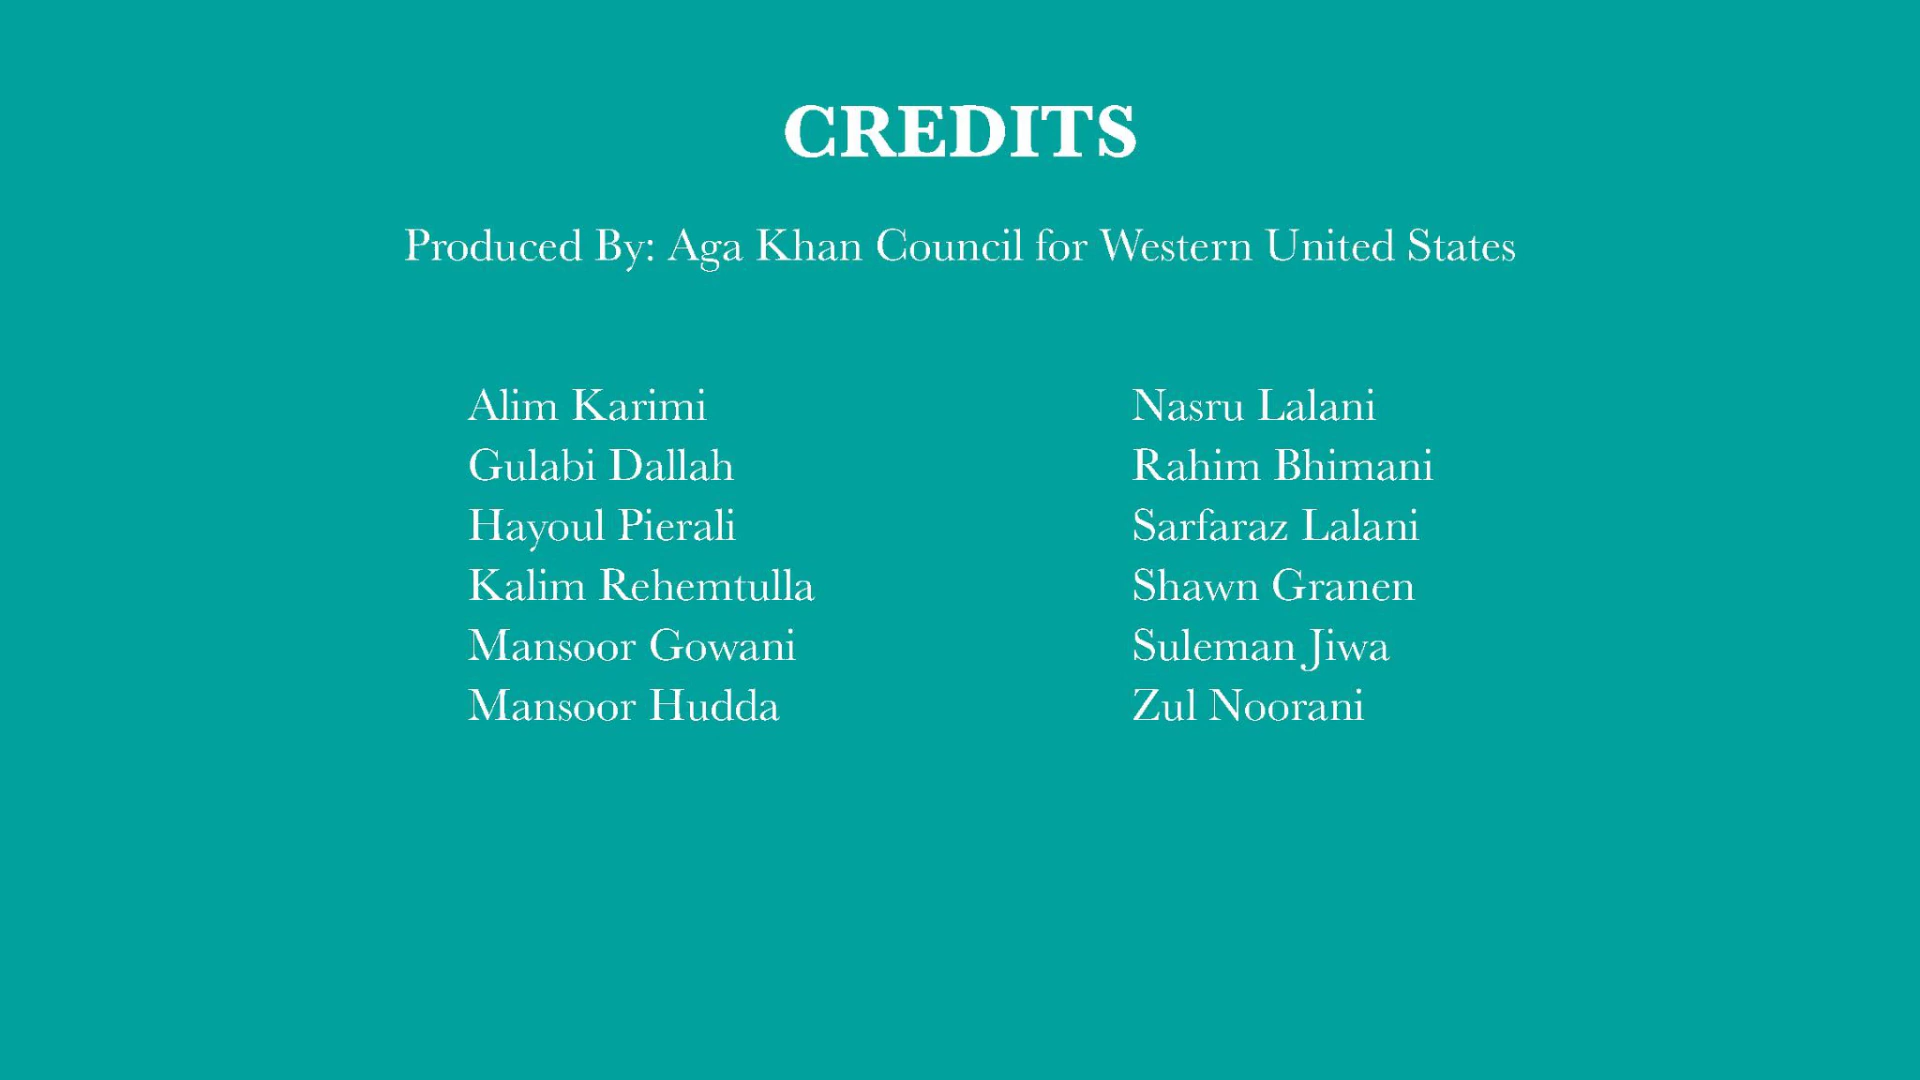 CREDITS
Produced By: Aga Khan Council for Western United States
Alim Karimi
Gulabi Dallah
Hayoul Pierali
Kalim Rehemtulla
Mansoor Gowani
Mansoor Hudda
Nasru Lalani
Rahim Bhimani
Sarfaraz Lalani
Shawn Granen
Suleman Jiwa
Zul Noorani